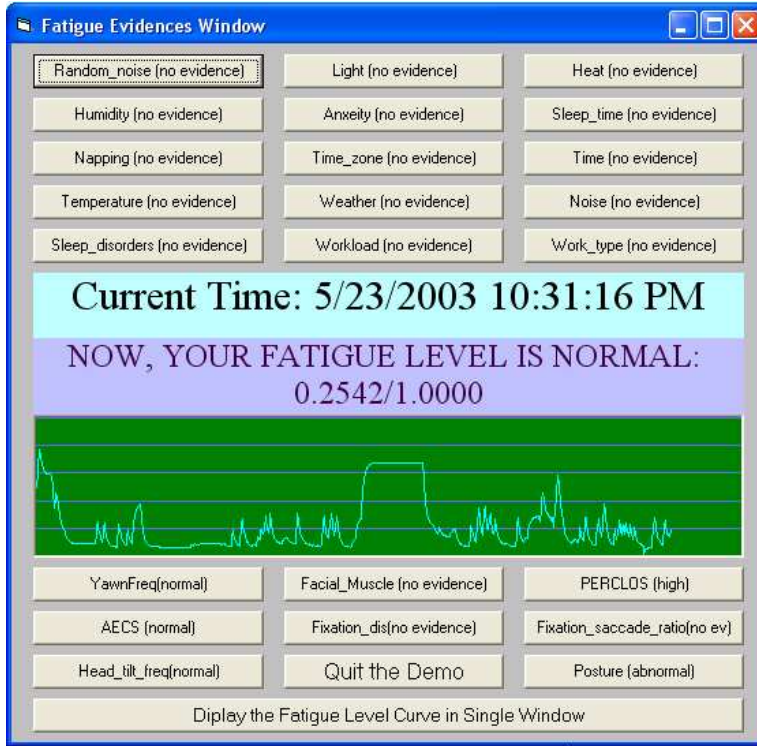 Fatigue Evidences Window
Random_noise (no evidence) Light (no evidence) Heat (no evidence)
Humidity (no evidence) Anxeity (no evidence) Sleep_time (no evidence)
Napping (no evidence) Time_zone (no evidence) Time (no evidence)
Temperature (no evidence) Weather (no evidence) Noise (no evidence)
Sleep_disorders (no evidence) Workload (no evidence) Work_type (no evidence)
Current Time: 5/23/2003 10:31:16 PM
NOW, YOUR FATIGUE LEVEL IS NORMAL:
0.2542/1.0000
YawnFreq(normal) Facial_Muscle (no evidence) PERCLOS (high)
AECS (normal) Fixation_dis(no evidence) Fixation_saccade_ratio(no ev)
Head_tilt_freq(normal) Quit the Demo Posture (abnormal)
Diplay the Fatigue Level Curve in Single Window